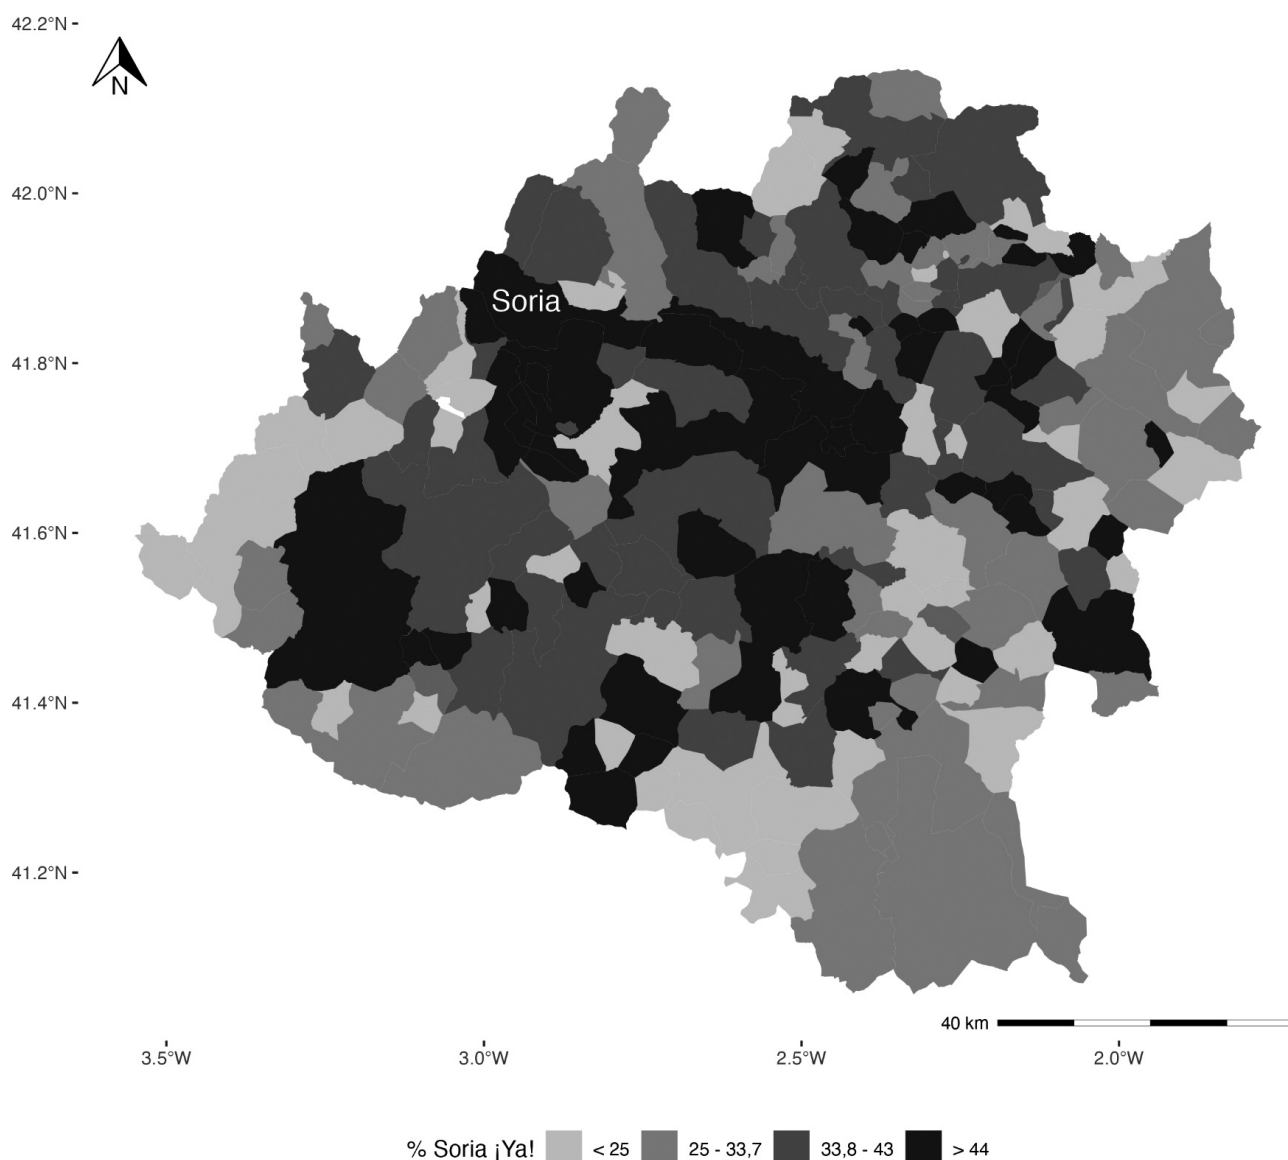 42.2°N
N
42.0°N
Soria
41.8°N
41.6°N
41.4°N
41.2°N
40 km
3.5°W 3.0°W 2.5°W 2.0°W
% Soria ¡Ya! < 25 25 - 33,7 33,8 - 43 > 44